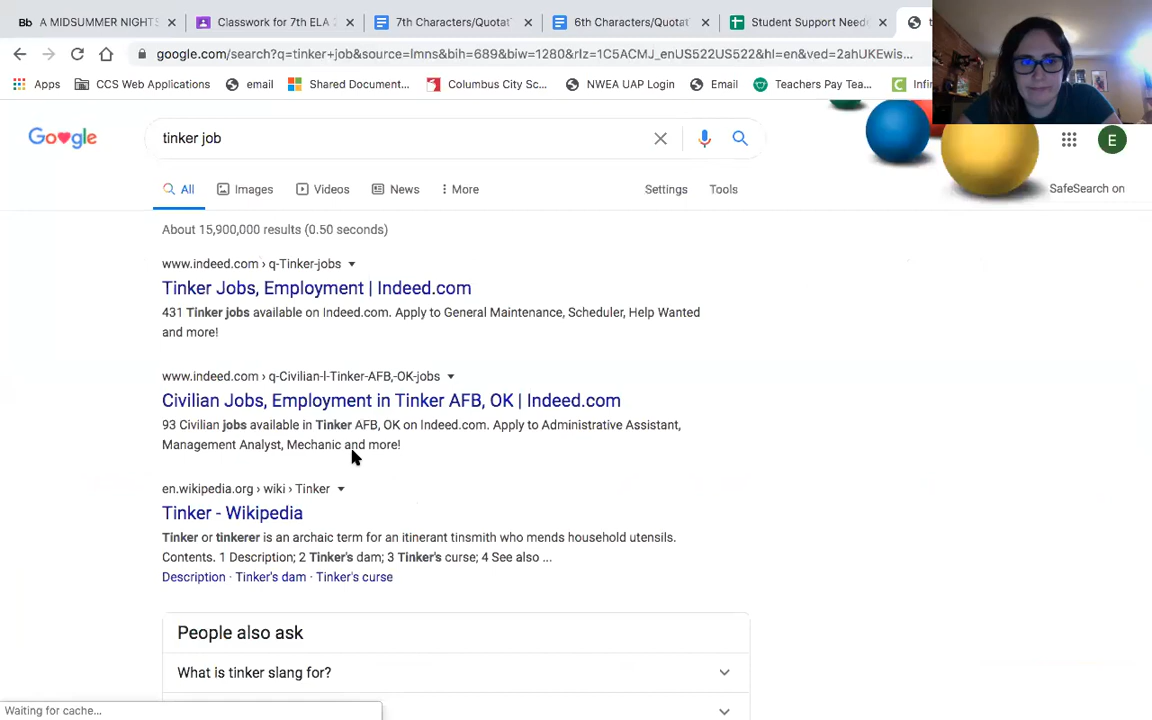 Bb A MIDSUMMER NIGHT'S
Classwork for 7th ELA
7th Characters/Quotat
6th Characters/Quotat
Student Support Need
google.com/search?q=tinker+job&source=lmns&bih=689&biw=1280&rlz=1C5ACMJ_enUS522US522&hl=en&ved=2ahUKEwis...
Apps
CCS Web Applications
email
Shared Document...
Columbus City Sc...
NWEA UAP Login
Email
Teachers Pay Team...
Google
tinker job
E
All
Images
Videos
News
More
Settings
Tools
SafeSearch on
About 15,900,000 results (0.50 seconds)
www.indeed.com › q-Tinker-jobs
Tinker Jobs, Employment | Indeed.com
431 Tinker jobs available on Indeed.com. Apply to General Maintenance, Scheduler, Help Wanted
and more!
www.indeed.com › q-Civilian-l-Tinker-AFB,-OK-jobs
Civilian Jobs, Employment in Tinker AFB, OK | Indeed.com
93 Civilian jobs available in Tinker AFB, OK on Indeed.com. Apply to Administrative Assistant,
Management Analyst, Mechanic and more!
en.wikipedia.org › wiki › Tinker
Tinker - Wikipedia
Tinker or tinkerer is an archaic term for an itinerant tinsmith who mends household utensils.
Contents. 1 Description; 2 Tinker's dam; 3 Tinker's curse; 4 See also ...
Description · Tinker's dam · Tinker's curse
People also ask
What is tinker slang for?
Waiting for cache...